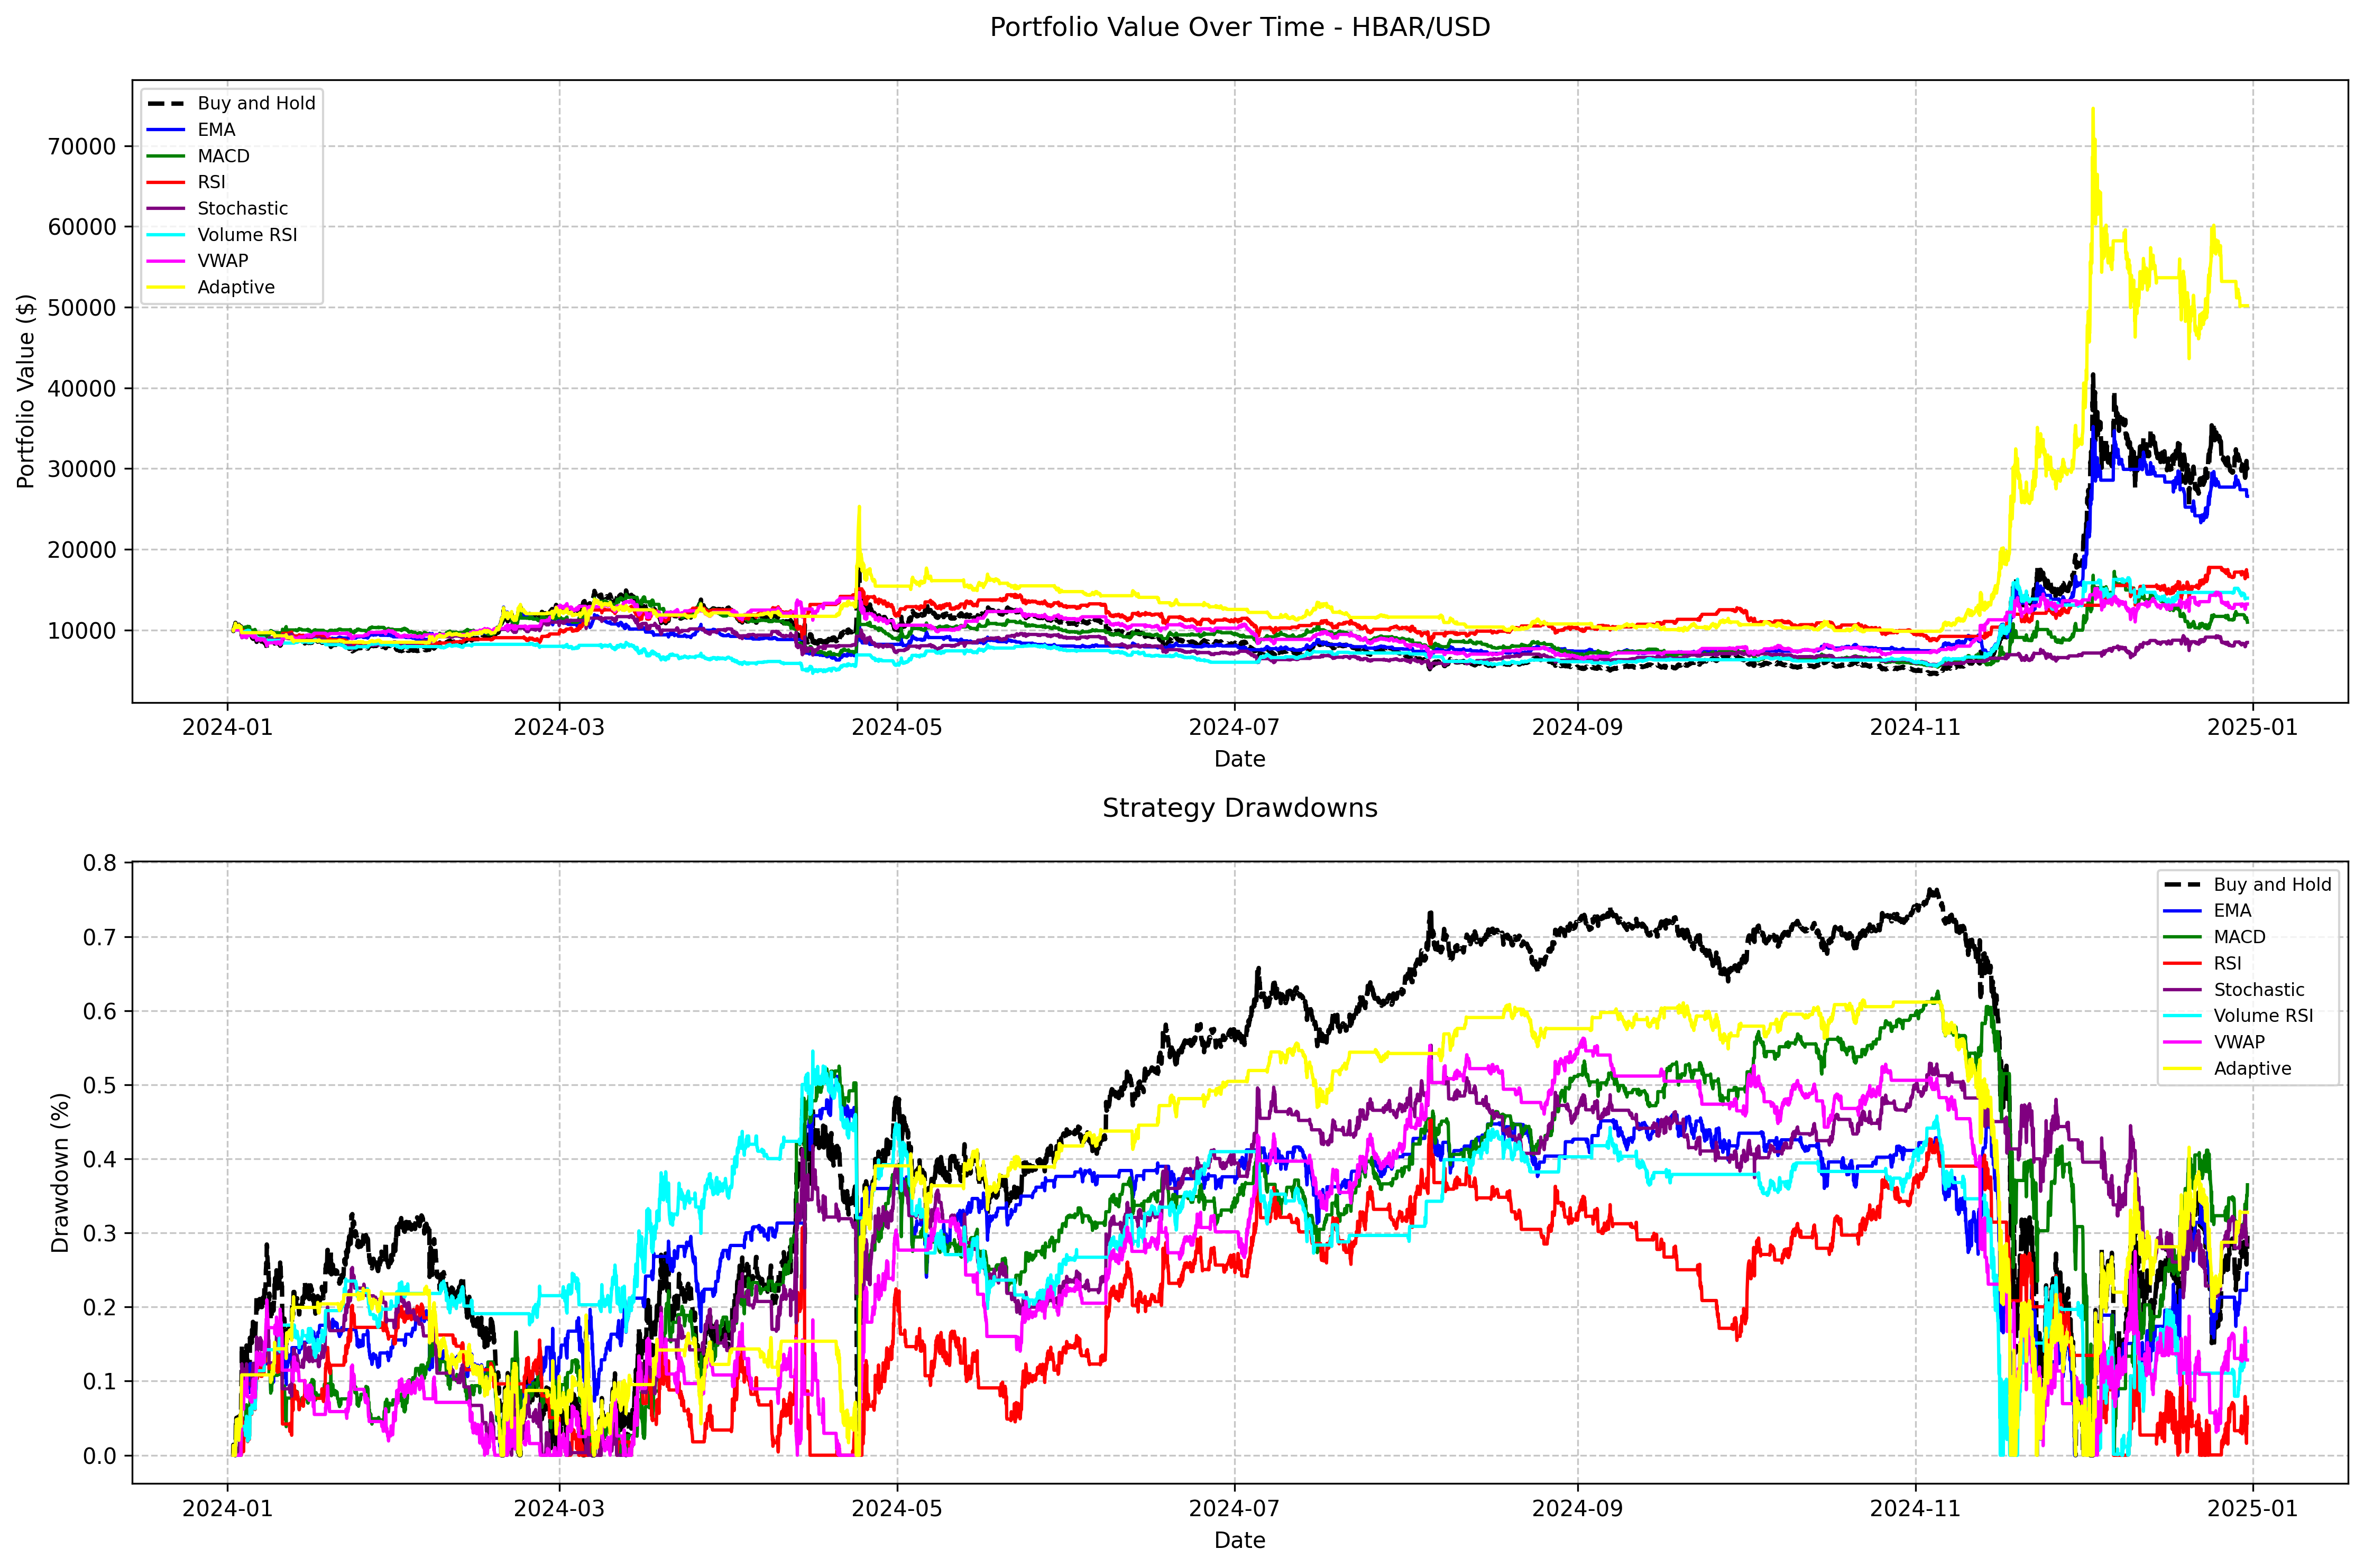 Portfolio Value Over Time - HBAR/USD
Buy and Hold
EMA
MACD
RSI
Stochastic
Volume RSI
VWAP
Adaptive
Portfolio Value ($)
70000
60000
50000
40000
30000
20000
10000
2024-01 2024-03 2024-05 2024-07 2024-09 2024-11 2025-01
Date
Strategy Drawdowns
Drawdown (%)
0.8
0.7
0.6
0.5
0.4
0.3
0.2
0.1
0.0
Buy and Hold
EMA
MACD
RSI
Stochastic
Volume RSI
VWAP
Adaptive
2024-01 2024-03 2024-05 2024-07 2024-09 2024-11 2025-01
Date